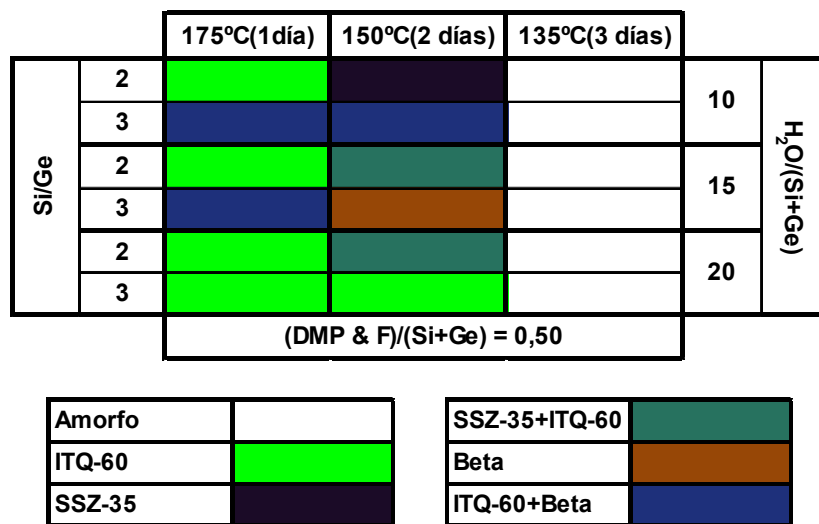 175ºC(1día) 150ºC(2 días) 135ºC(3 días)
Si/Ge
2
3
10
2
3
15
2
3
20
H2O/(Si+Ge)
(DMP & F)/(Si+Ge) = 0,50
Amorfo
ITQ-60
SSZ-35
SSZ-35+ITQ-60
Beta
ITQ-60+Beta